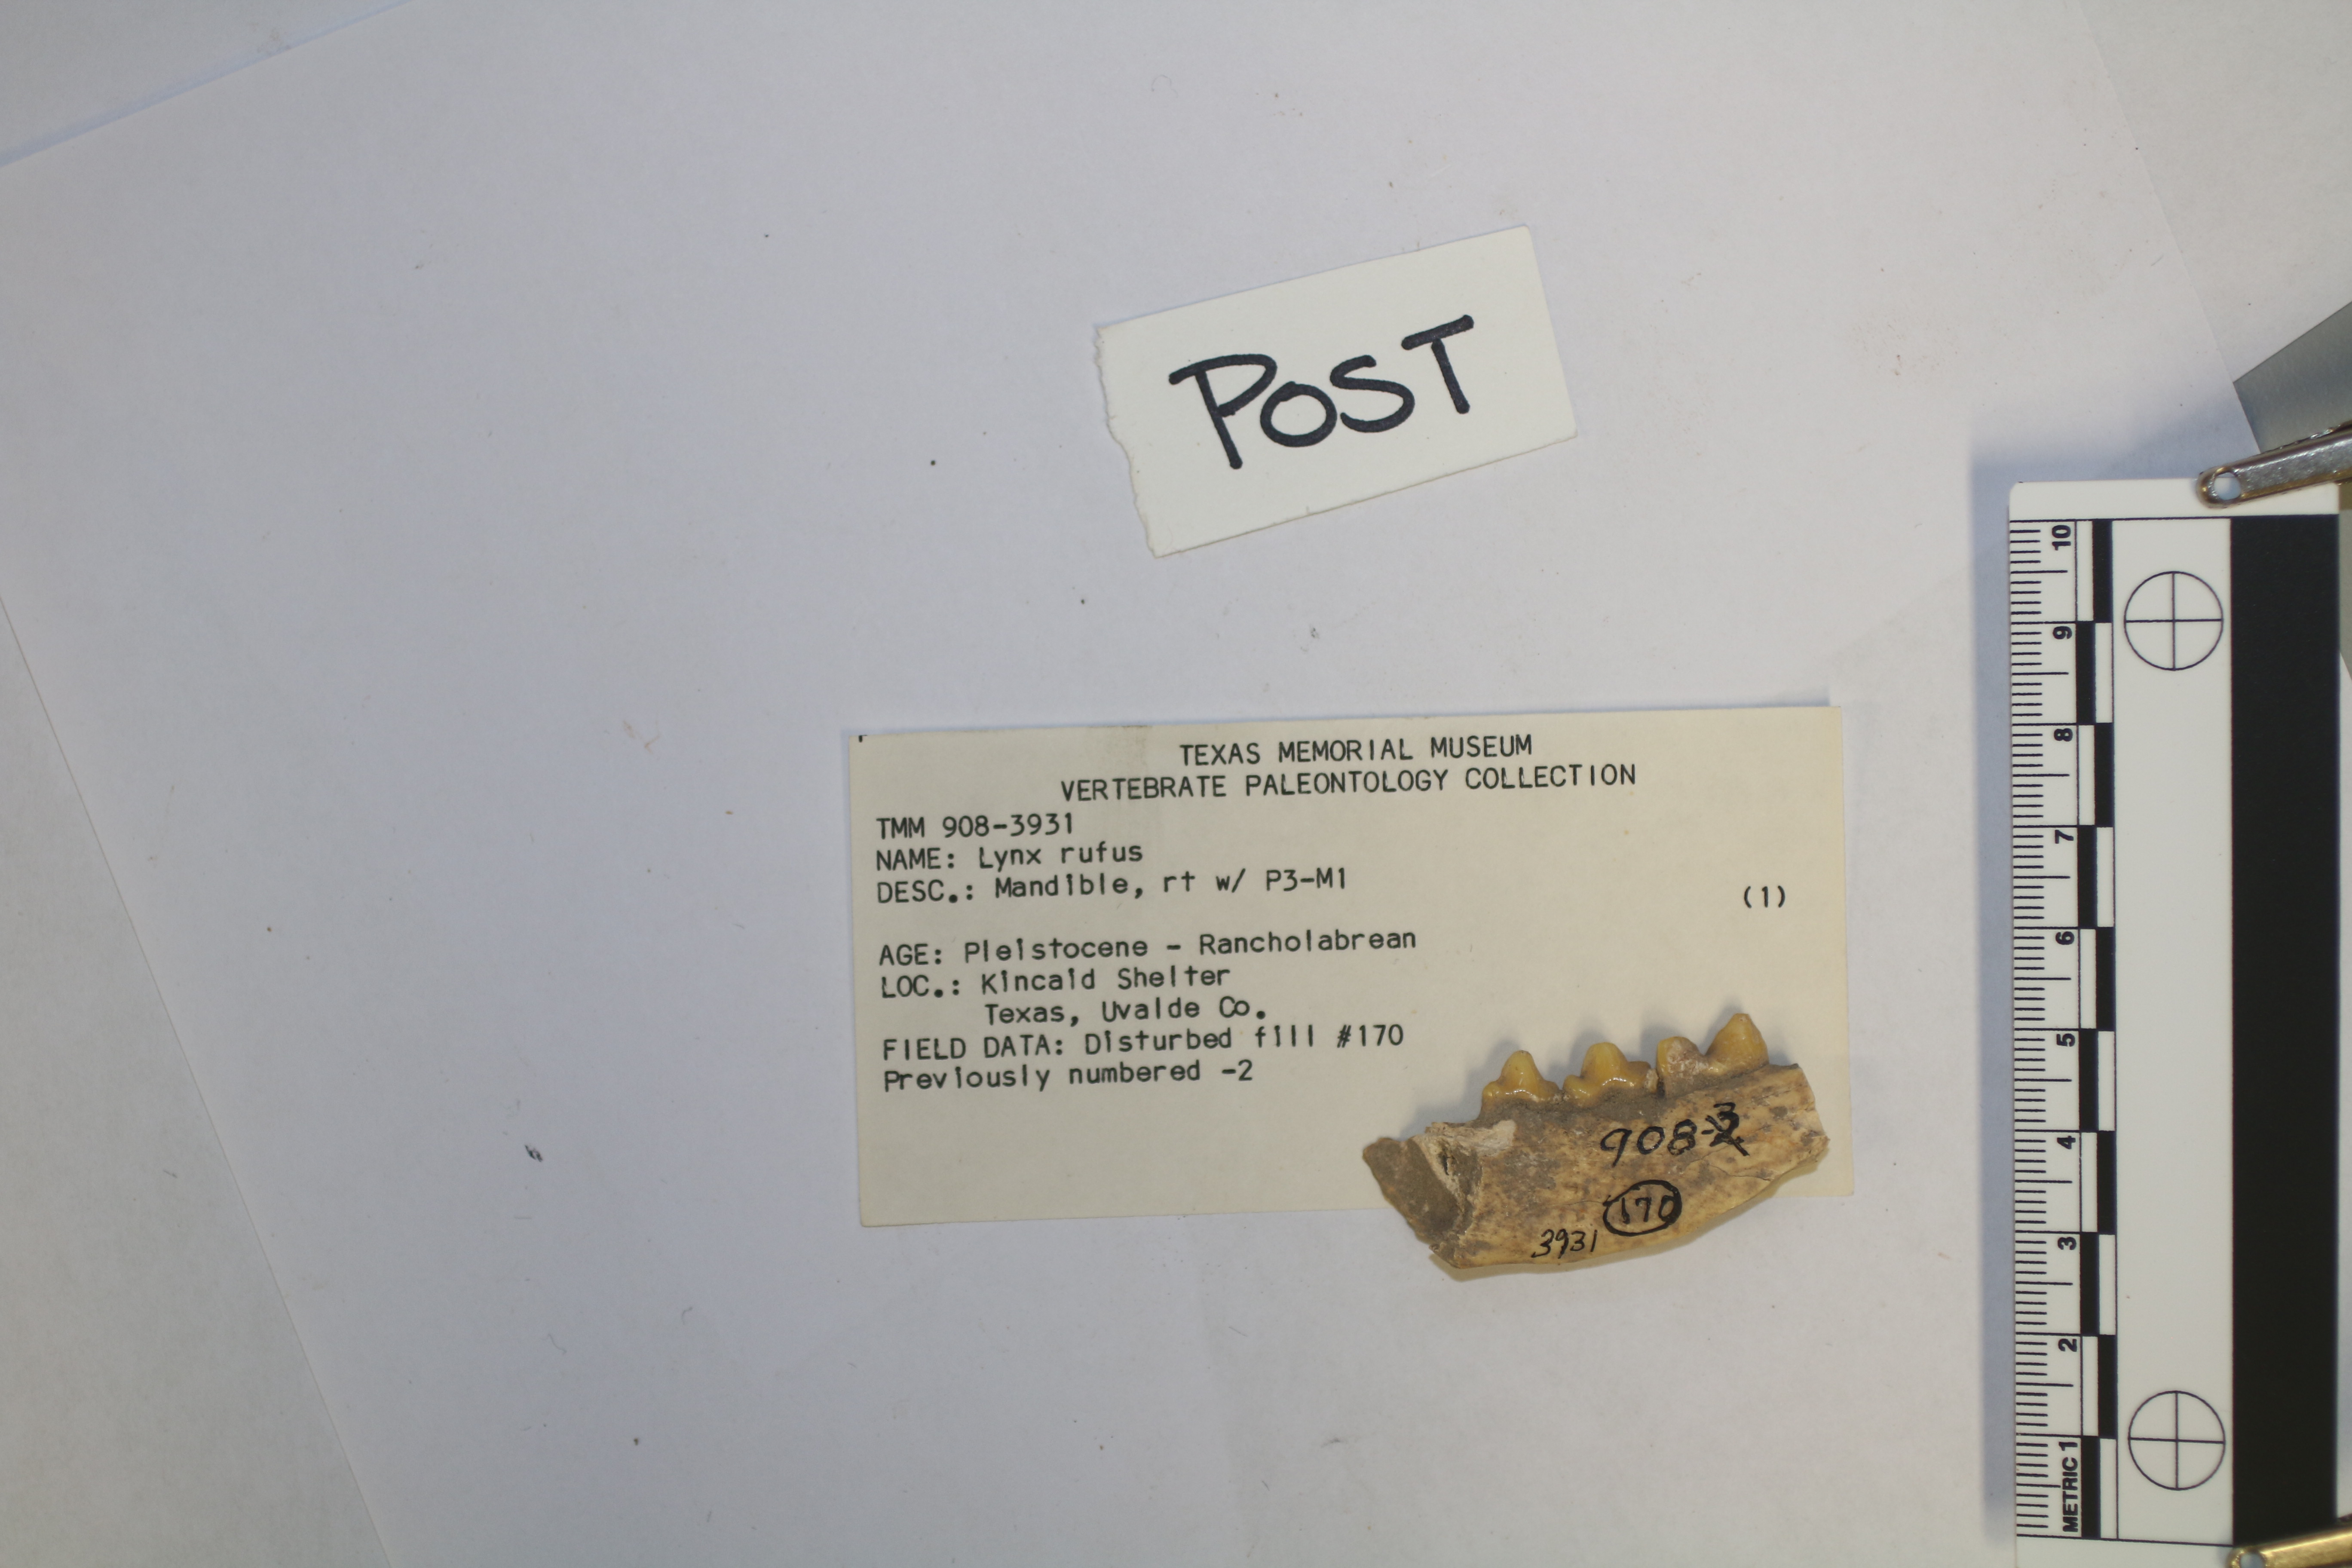 TEXAS MEMORIAL MUSEUM
VERTEBRATE PALEONTOLOGY COLLECTION
TMM 908-3931
NAME: Lynx rufus
DESC.: Mandible, rt w/ P3-M1 (1)
AGE: Pleistocene - Rancholabrean
LOC.: Kincaid Shelter
Texas, Uvalde Co.
FIELD DATA: Disturbed fill #170
Previously numbered -2
POST
908-
170
3931
METRIC 1 2 3 4 5 6 7 8 9 10